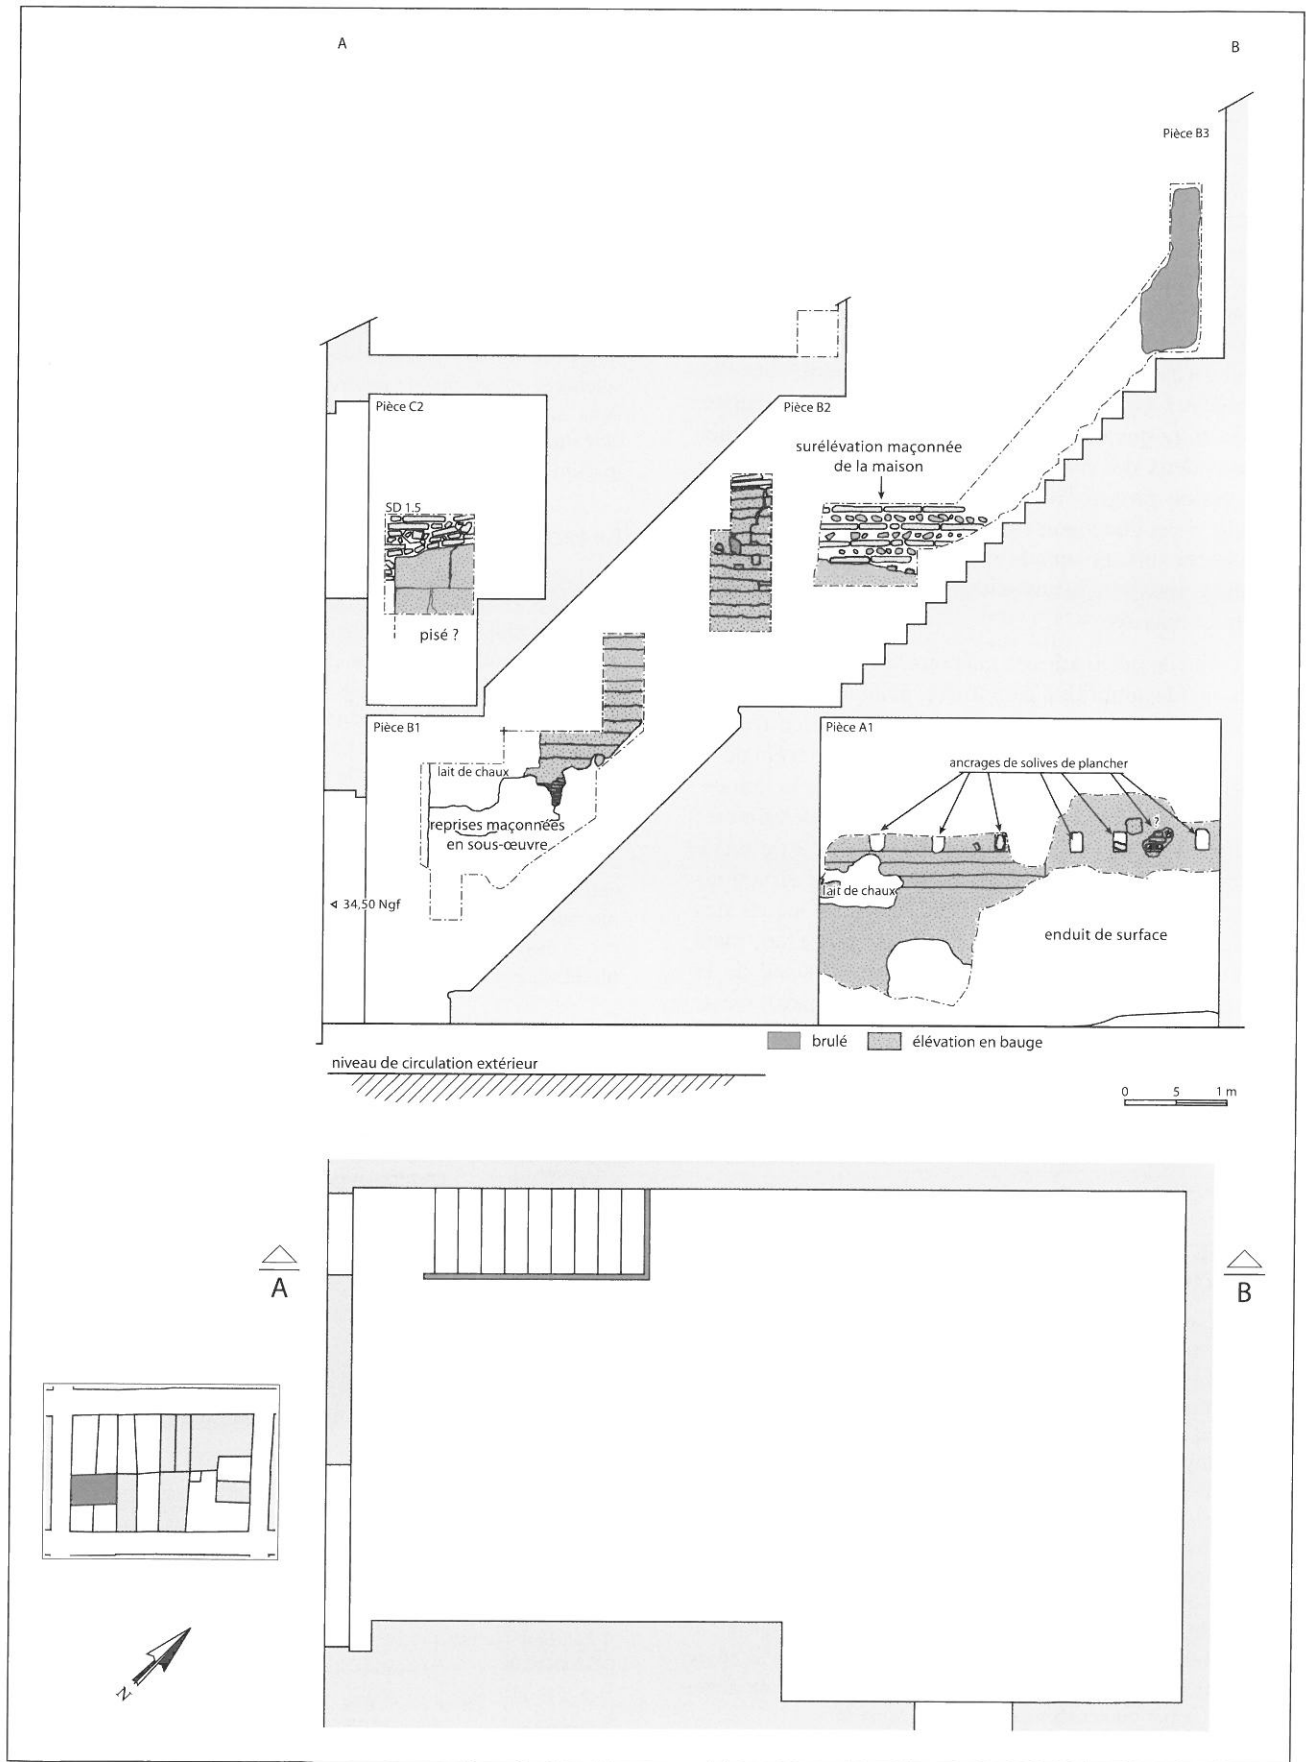 A
B
Pièce B3
Pièce C2
Pièce B2
surélévation maçonnée
de la maison
SD 1.5
pisé ?
Pièce B1
Pièce A1
lait de chaux
ancrages de solives de plancher
?
reprises maçonnées
en sous-œuvre
lait de chaux
34,50 Ngf
enduit de surface
brulé
élévation en bauge
niveau de circulation extérieur
0 5 1 m
A
B
N